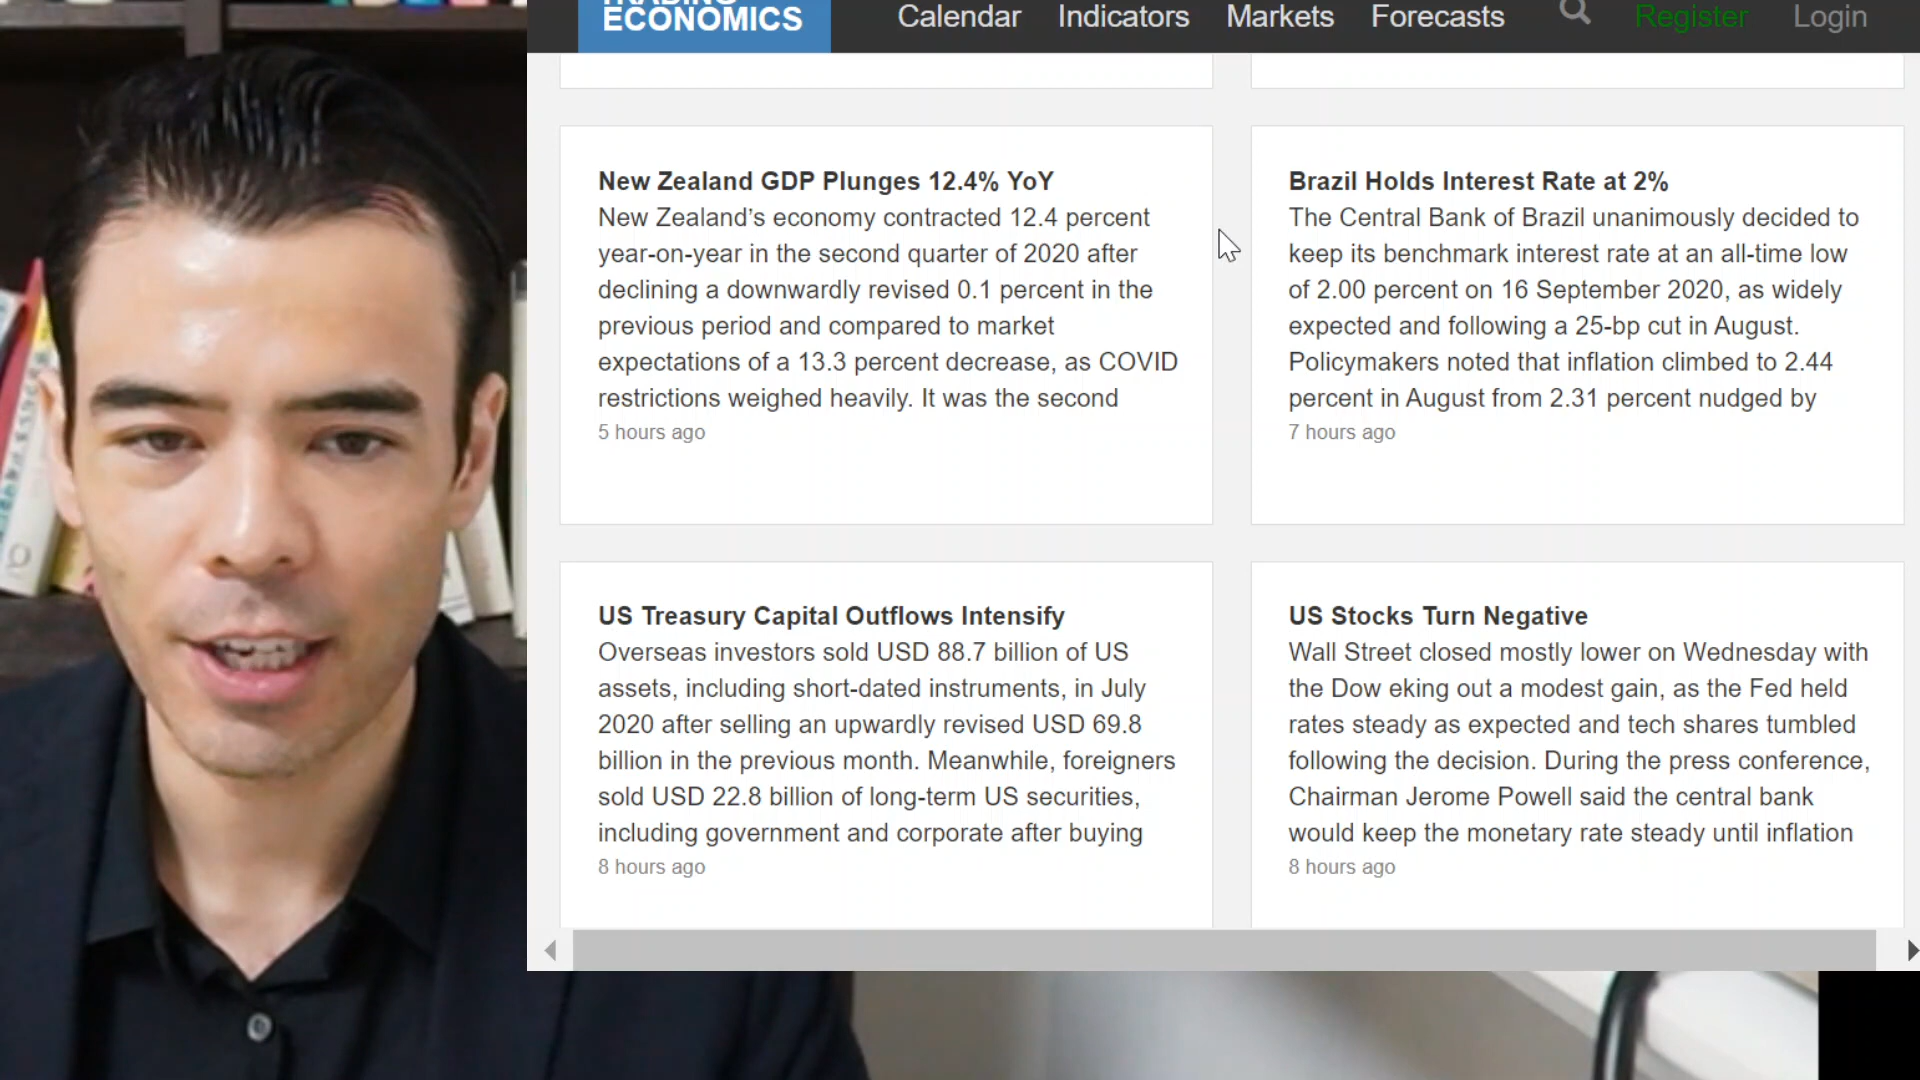 TRADING
ECONOMICS
Calendar
Indicators
Markets
Forecasts
Register
Login
New Zealand GDP Plunges 12.4% YoY
New Zealand’s economy contracted 12.4 percent
year-on-year in the second quarter of 2020 after
declining a downwardly revised 0.1 percent in the
previous period and compared to market
expectations of a 13.3 percent decrease, as COVID
restrictions weighed heavily. It was the second
5 hours ago
Brazil Holds Interest Rate at 2%
The Central Bank of Brazil unanimously decided to
keep its benchmark interest rate at an all-time low
of 2.00 percent on 16 September 2020, as widely
expected and following a 25-bp cut in August.
Policymakers noted that inflation climbed to 2.44
percent in August from 2.31 percent nudged by
7 hours ago
US Treasury Capital Outflows Intensify
Overseas investors sold USD 88.7 billion of US
assets, including short-dated instruments, in July
2020 after selling an upwardly revised USD 69.8
billion in the previous month. Meanwhile, foreigners
sold USD 22.8 billion of long-term US securities,
including government and corporate after buying
8 hours ago
US Stocks Turn Negative
Wall Street closed mostly lower on Wednesday with
the Dow eking out a modest gain, as the Fed held
rates steady as expected and tech shares tumbled
following the decision. During the press conference,
Chairman Jerome Powell said the central bank
would keep the monetary rate steady until inflation
8 hours ago